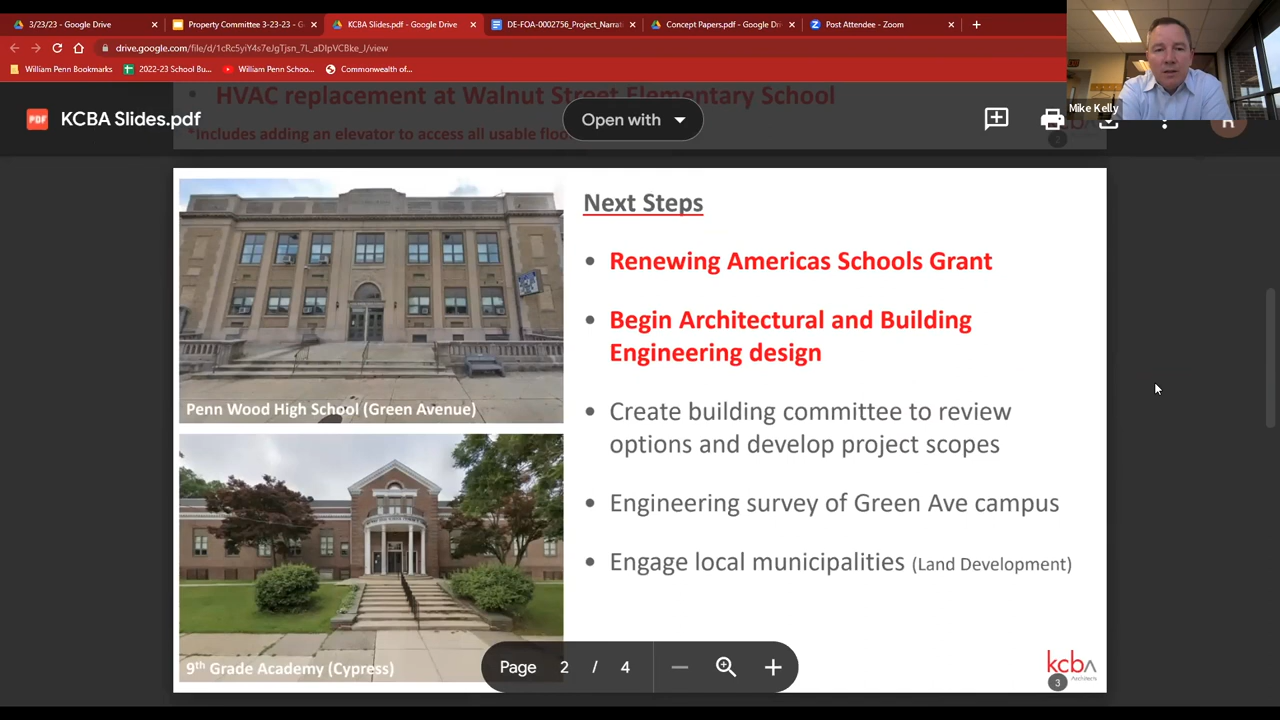 3/23/23 - Google Drive
Property Committee 3-23-23 - G
KCBA Slides.pdf - Google Drive
DE-FOA-0002756_Project_Narrat
Concept Papers.pdf - Google Dri
Post Attendee - Zoom
drive.google.com/file/d/1cRc5yiY4s7eJgTjsn_7L_aDIpVCBke_J/view
William Penn Bookmarks
2022-23 School Bu...
William Penn Schoo...
Commonwealth of...
Mike Kelly
HVAC replacement at Walnut Street Elementary School
*Includes adding an elevator to access all usable floo
KCBA Slides.pdf
Open with
Next Steps
• Renewing Americas Schools Grant
• Begin Architectural and Building
Engineering design
• Create building committee to review
options and develop project scopes
• Engineering survey of Green Ave campus
• Engage local municipalities (Land Development)
Penn Wood High School (Green Avenue)
9th Grade Academy (Cypress)
Page 2 / 4
kcba
Architects
3